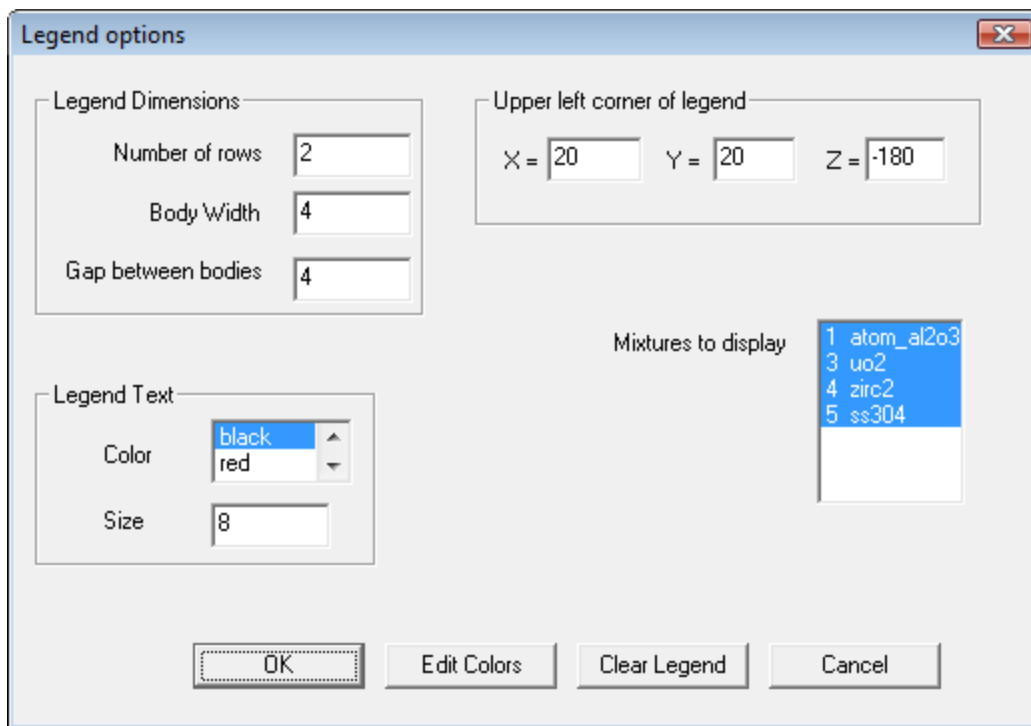 Legend options
Legend Dimensions
Number of rows 2
Body Width 4
Gap between bodies 4
Upper left corner of legend
X = 20 Y = 20 Z = -180
Mixtures to display
1 atom_al2o3
3 uo2
4 zirc2
5 ss304
Legend Text
Color
black
red
Size 8
OK Edit Colors Clear Legend Cancel